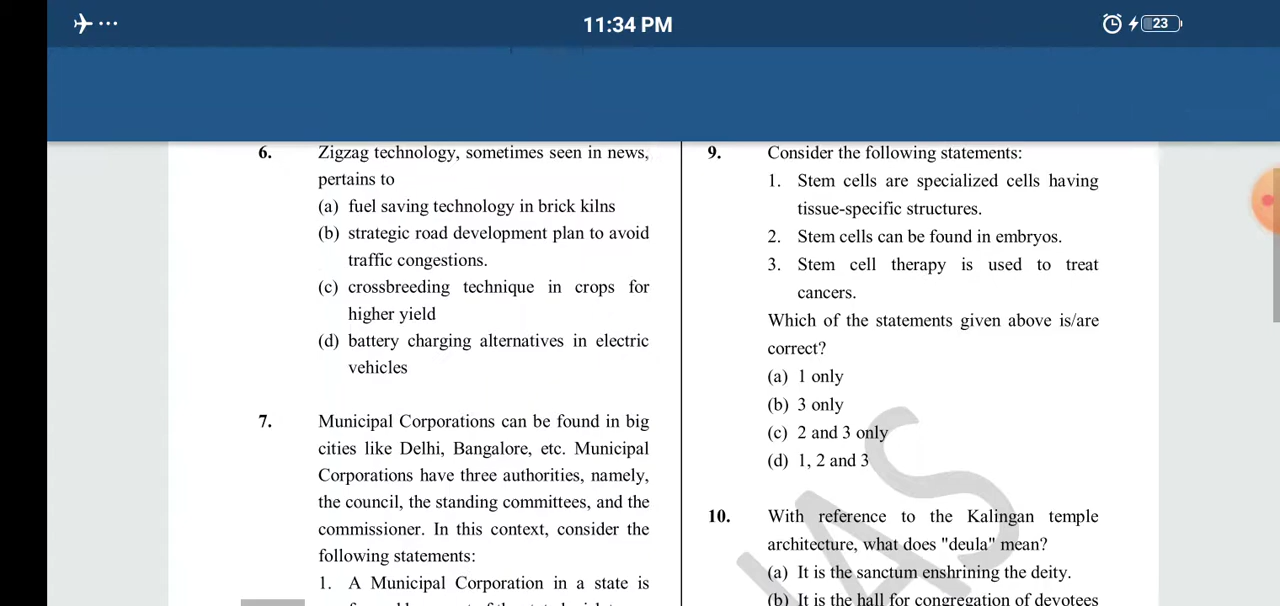 11:34 PM
23
6. Zigzag technology, sometimes seen in news,
pertains to
(a) fuel saving technology in brick kilns
(b) strategic road development plan to avoid
traffic congestions.
(c) crossbreeding technique in crops for
higher yield
(d) battery charging alternatives in electric
vehicles
7. Municipal Corporations can be found in big
cities like Delhi, Bangalore, etc. Municipal
Corporations have three authorities, namely,
the council, the standing committees, and the
commissioner. In this context, consider the
following statements:
1. A Municipal Corporation in a state is
9. Consider the following statements:
1. Stem cells are specialized cells having
tissue-specific structures.
2. Stem cells can be found in embryos.
3. Stem cell therapy is used to treat
cancers.
Which of the statements given above is/are
correct?
(a) 1 only
(b) 3 only
(c) 2 and 3 only
(d) 1, 2 and 3
10. With reference to the Kalingan temple
architecture, what does "deula" mean?
(a) It is the sanctum enshrining the deity.
(b) It is the hall for congregation of devotees
IAS